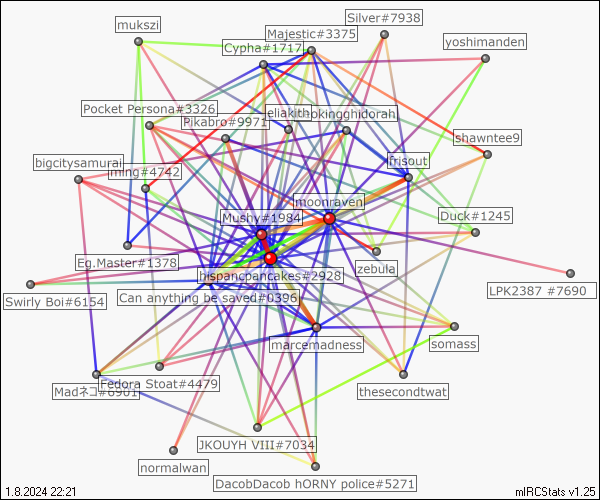 Silver#7938
mukszi
Majestic#3375
Cypha#1717
yoshimanden
Pocket Persona#3326
Pikabro#9971
eliakith
okingghidorah
shawntee9
bigcitysamurai
ming#4742
frisout
moonraven
Mushy#1984
Duck#1245
Eg.Master#1378
zebula
hispancpancakes#2928
LPK2387 #7690
Swirly Boi#6154
Can anything be saved#0396
marcemadness
somass
Madネコ#6901
Fedora Stoat#4479
thesecondtwat
JKOUYH VIII#7034
normalwan
DacobDacob hORNY police#5271
1.8.2024 22:21
mIRCStats v1.25